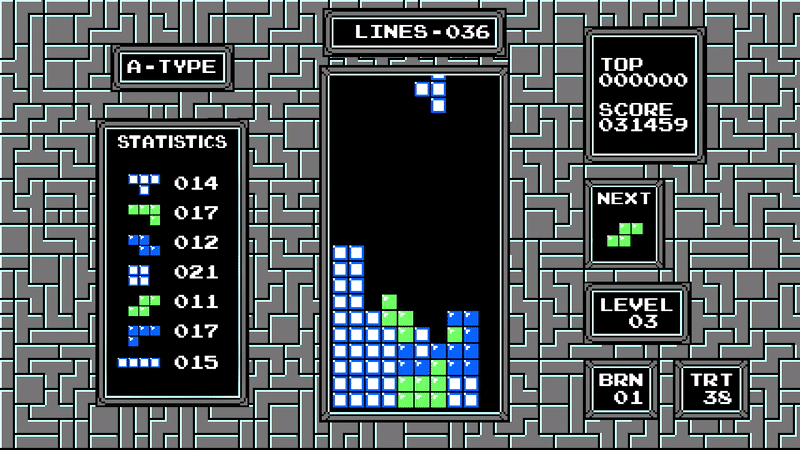 LINES-036
A-TYPE
TOP
000000
SCORE
031459
STATISTICS
014
017
012
021
011
017
015
NEXT
LEVEL
03
BRN
01
TRT
38